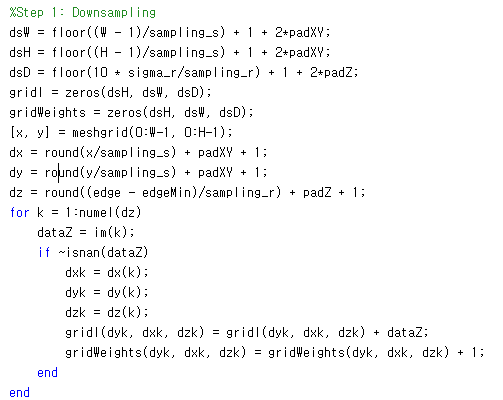 %Step 1: Downsampling
dsW = floor((W - 1)/sampling_s) + 1 + 2*padXY;
dsH = floor((H - 1)/sampling_s) + 1 + 2*padXY;
dsD = floor(10 * sigma_r/sampling_r) + 1 + 2*padZ;
gridI = zeros(dsH, dsW, dsD);
gridWeights = zeros(dsH, dsW, dsD);
[x, y] = meshgrid(0:W-1, 0:H-1);
dx = round(x/sampling_s) + padXY + 1;
dy = round(y/sampling_s) + padXY + 1;
dz = round((edge - edgeMin)/sampling_r) + padZ + 1;
for k = 1:numel(dz)
    dataZ = im(k);
    if ~isnan(dataZ)
        dxk = dx(k);
        dyk = dy(k);
        dzk = dz(k);
        gridI(dyk, dxk, dzk) = gridI(dyk, dxk, dzk) + dataZ;
        gridWeights(dyk, dxk, dzk) = gridWeights(dyk, dxk, dzk) + 1;
    end
end